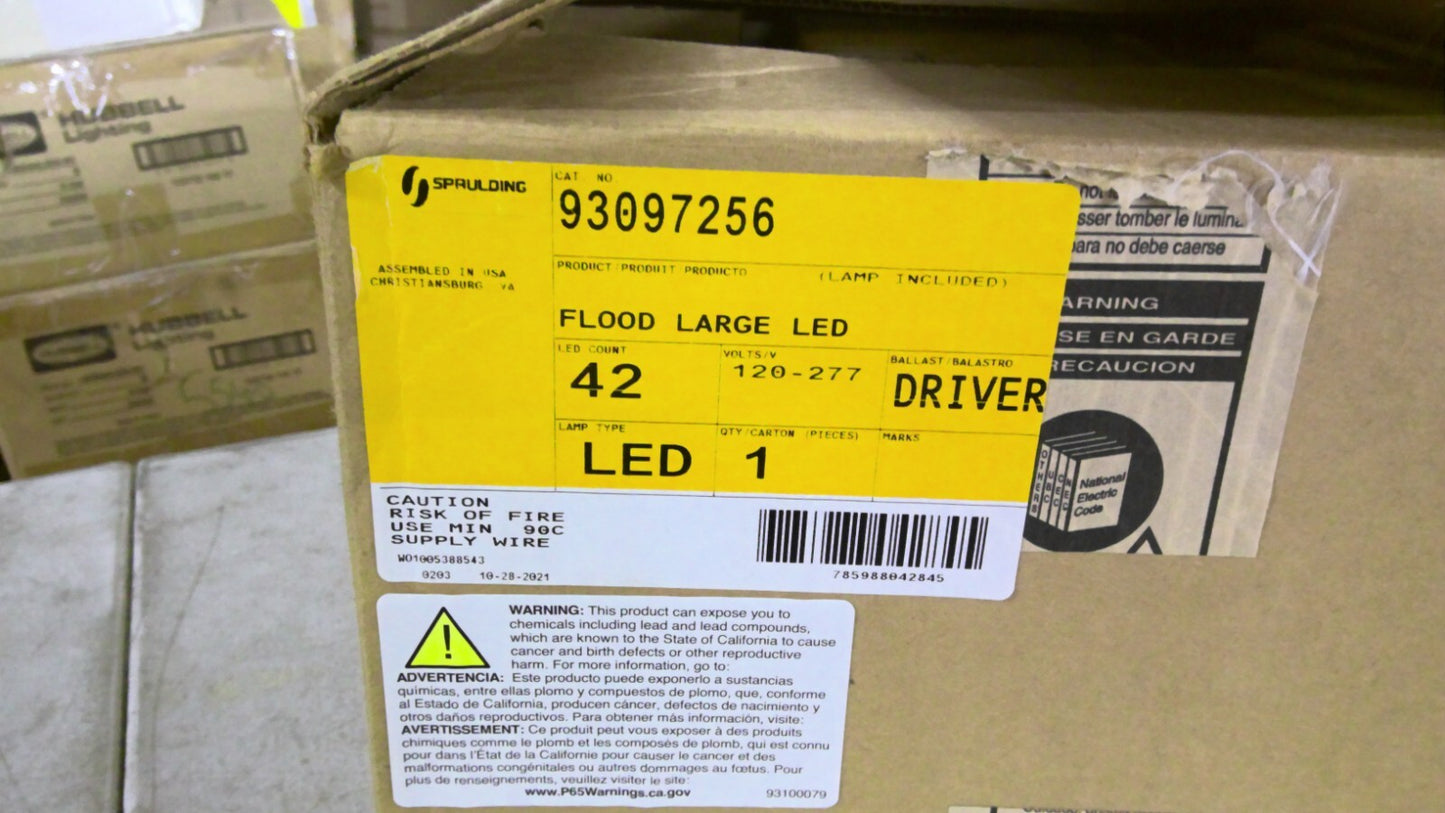 HUBBELL
Lighting
HUBBELL
Lighting
SPAULDING
ASSEMBLED IN USA
CHRISTIANSBURG VA
CAT. NO.
93097256
PRODUCT/PRODUIT PRODUCTO (LAMP INCLUDED)
FLOOD LARGE LED
LED COUNT
42
VOLTS/V
120-277
BALLAST/BALASTRO
DRIVER
LAMP TYPE
LED
QTY/CARTON (PIECES)
1
MARKS
CAUTION
RISK OF FIRE
USE MIN 90C
SUPPLY WIRE
WO1005388543
0203 10-28-2021
785988042845
sser tomber le lumina
para no debe caerse
ARNING
SE EN GARDE
RECAUCION
OTHERS
OUBC
UCEC
NEC
National
Electric
Code
WARNING: This product can expose you to
chemicals including lead and lead compounds,
which are known to the State of California to cause
cancer and birth defects or other reproductive
harm. For more information, go to:
ADVERTENCIA: Este producto puede exponerlo a sustancias
químicas, entre ellas plomo y compuestos de plomo, que, conforme
al Estado de California, producen cáncer, defectos de nacimiento y
otros daños reproductivos. Para obtener más información, visite:
AVERTISSEMENT: Ce produit peut vous exposer à des produits
chimiques comme le plomb et les composés de plomb, qui est connu
pour dans l'État de la Californie pour causer le cancer et des
malformations congénitales ou autres dommages au fœtus. Pour
plus de renseignements, veuillez visiter le site:
www.P65Warnings.ca.gov 93100079